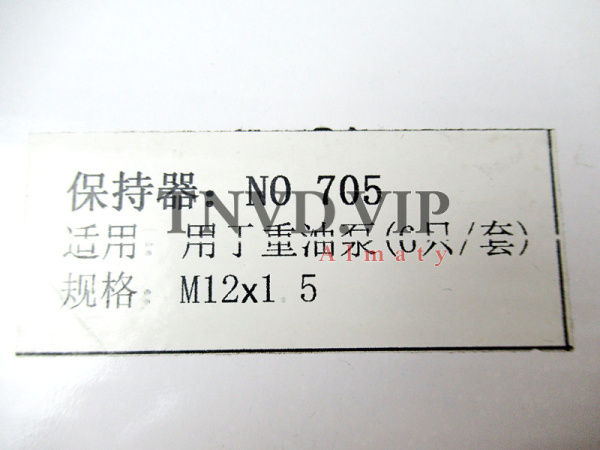 保持器: NO 705
TNVD.VIP
适用: 用于重油泵(6只/套)
Almaty
规格: M12x1.5